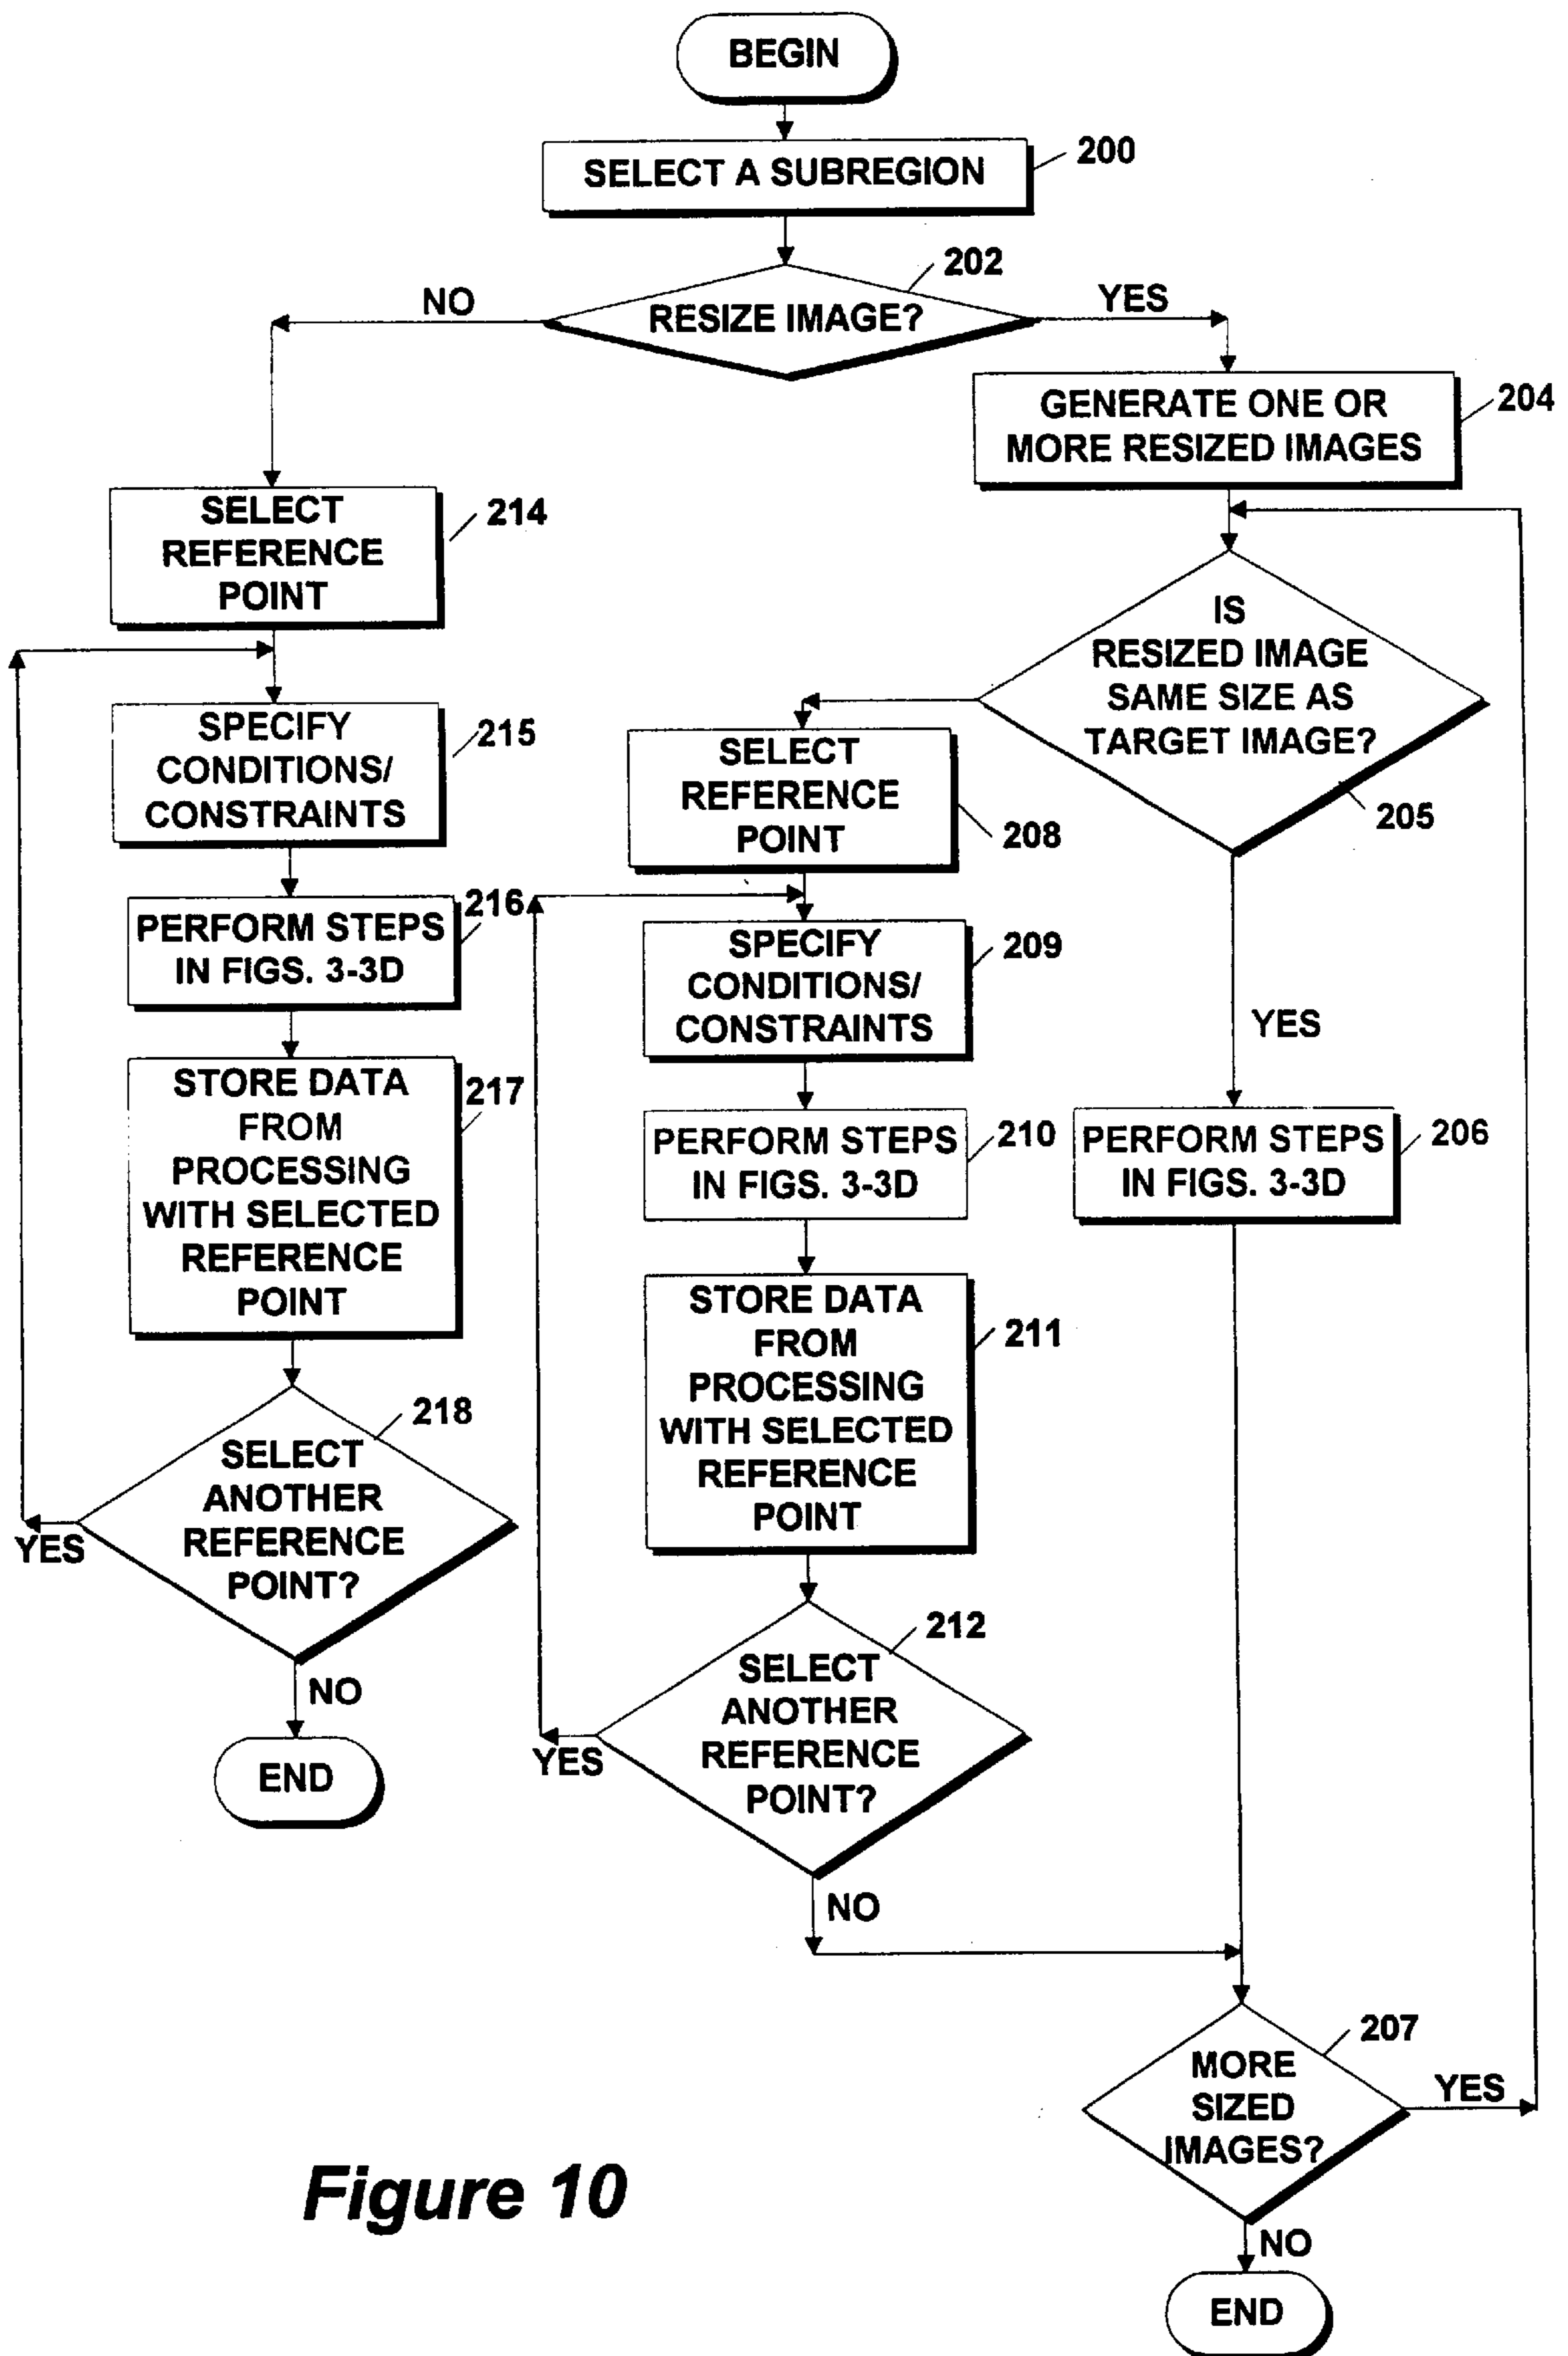 BEGIN
SELECT A SUBREGION
200
RESIZE IMAGE?
202
NO
YES
GENERATE ONE OR
MORE RESIZED IMAGES
204
SELECT
REFERENCE
POINT
214
IS
RESIZED IMAGE
SAME SIZE AS
TARGET IMAGE?
205
SPECIFY
CONDITIONS/
CONSTRAINTS
215
SELECT
REFERENCE
POINT
208
PERFORM STEPS
IN FIGS. 3-3D
216
SPECIFY
CONDITIONS/
CONSTRAINTS
209
YES
STORE DATA
FROM
PROCESSING
WITH SELECTED
REFERENCE
POINT
217
PERFORM STEPS
IN FIGS. 3-3D
210
PERFORM STEPS
IN FIGS. 3-3D
206
STORE DATA
FROM
PROCESSING
WITH SELECTED
REFERENCE
POINT
211
SELECT
ANOTHER
REFERENCE
POINT?
218
YES
NO
END
SELECT
ANOTHER
REFERENCE
POINT?
212
YES
NO
MORE
SIZED
IMAGES?
207
YES
NO
END
Figure 10